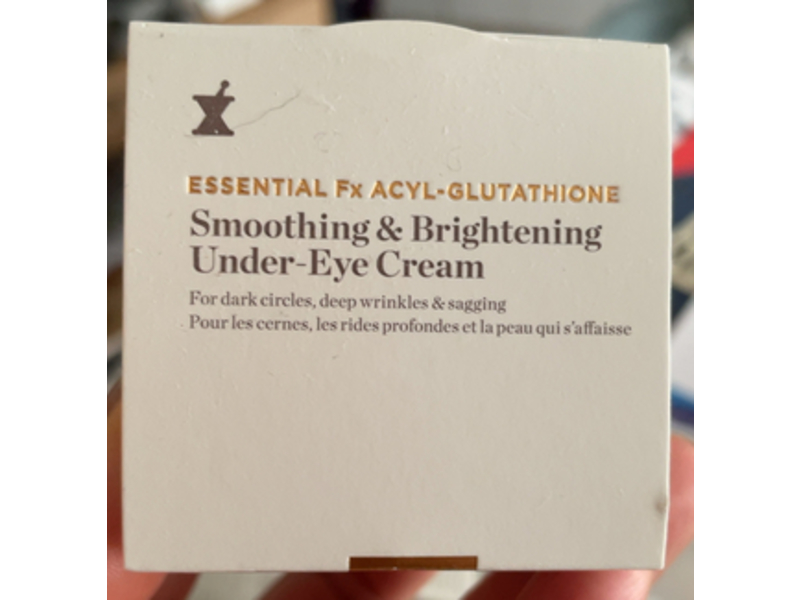 ESSENTIAL Fx ACYL-GLUTATHIONE
Smoothing & Brightening
Under-Eye Cream
For dark circles, deep wrinkles & sagging
Pour les cernes, les rides profondes et la peau qui s'affaisse